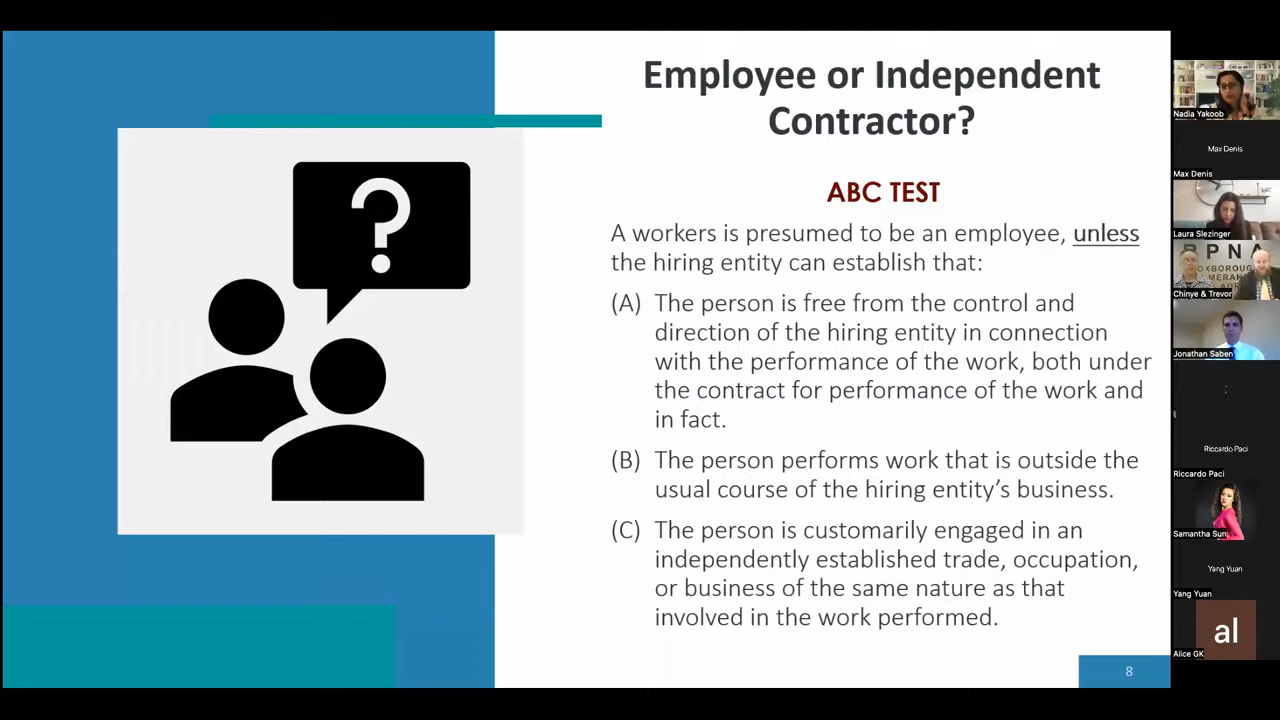 Employee or Independent
Contractor?
ABC TEST
A workers is presumed to be an employee, unless
the hiring entity can establish that:
(A) The person is free from the control and
direction of the hiring entity in connection
with the performance of the work, both under
the contract for performance of the work and
in fact.
(B) The person performs work that is outside the
usual course of the hiring entity’s business.
(C) The person is customarily engaged in an
independently established trade, occupation,
or business of the same nature as that
involved in the work performed.
8
?
Nadia Yakoob
Max Denis
Max Denis
Laura Slezinger
RPNA
Chinye & Trevor
Jonathan Saben
Riccardo Paci
Riccardo Paci
Samantha Sun
Yang Yuan
Yang Yuan
al
Alice GK